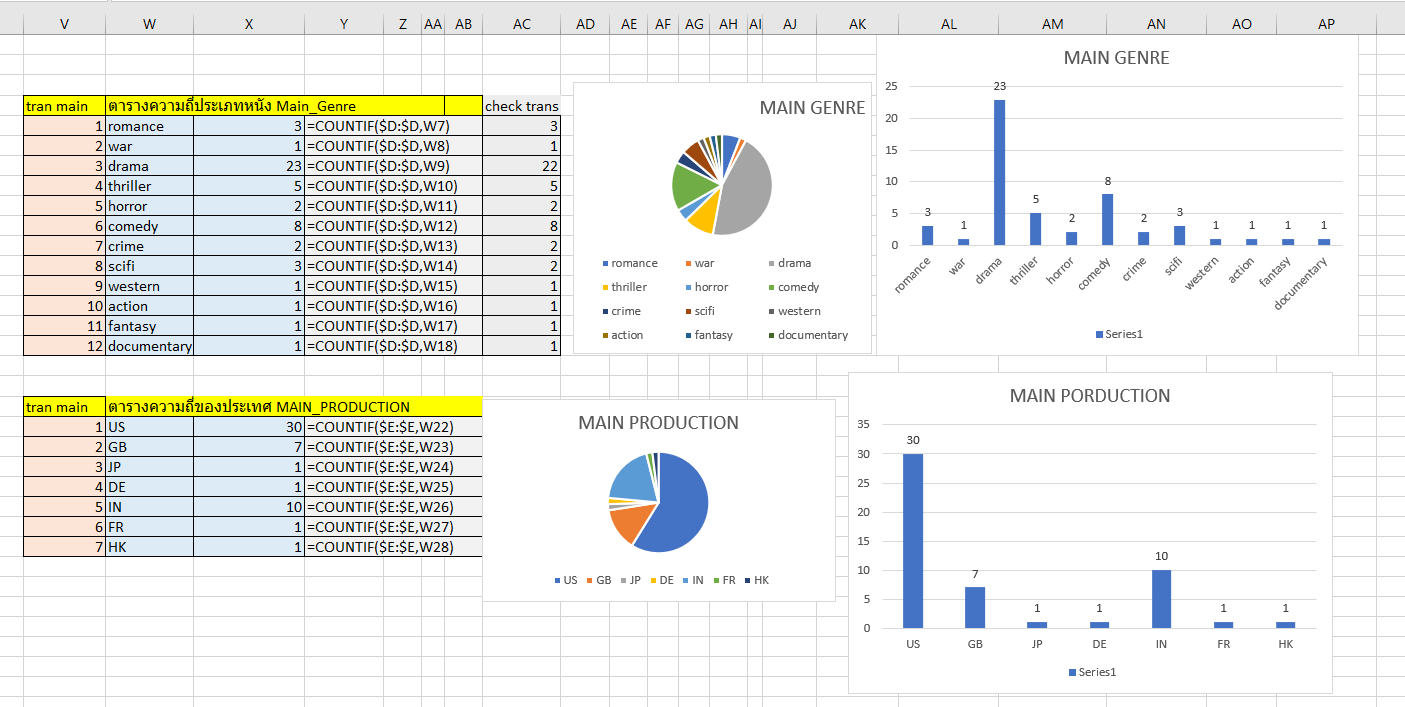 V W X Y Z AA AB AC AD AE AF AG AH AI AJ AK AL AM AN AO AP
tran main ตารางความถี่ประเภทหนัง Main_Genre check trans
1 romance 3 =COUNTIF($D:$D,W7) 3
2 war 1 =COUNTIF($D:$D,W8) 1
3 drama 23 =COUNTIF($D:$D,W9) 22
4 thriller 5 =COUNTIF($D:$D,W10) 5
5 horror 2 =COUNTIF($D:$D,W11) 2
6 comedy 8 =COUNTIF($D:$D,W12) 8
7 crime 2 =COUNTIF($D:$D,W13) 2
8 scifi 3 =COUNTIF($D:$D,W14) 2
9 western 1 =COUNTIF($D:$D,W15) 1
10 action 1 =COUNTIF($D:$D,W16) 1
11 fantasy 1 =COUNTIF($D:$D,W17) 1
12 documentary 1 =COUNTIF($D:$D,W18) 1
MAIN GENRE
romance war drama
thriller horror comedy
crime scifi western
action fantasy documentary
MAIN GENRE
25
20
15
10
5
0
3 1 23 5 2 8 2 3 1 1 1 1
romance war drama thriller horror comedy crime scifi western action fantasy documentary
Series1
tran main ตารางความถี่ของประเทศ MAIN_PRODUCTION
1 US 30 =COUNTIF($E:$E,W22)
2 GB 7 =COUNTIF($E:$E,W23)
3 JP 1 =COUNTIF($E:$E,W24)
4 DE 1 =COUNTIF($E:$E,W25)
5 IN 10 =COUNTIF($E:$E,W26)
6 FR 1 =COUNTIF($E:$E,W27)
7 HK 1 =COUNTIF($E:$E,W28)
MAIN PRODUCTION
US GB JP DE IN FR HK
MAIN PORDUCTION
35
30
25
20
15
10
5
0
30 7 1 1 10 1 1
US GB JP DE IN FR HK
Series1